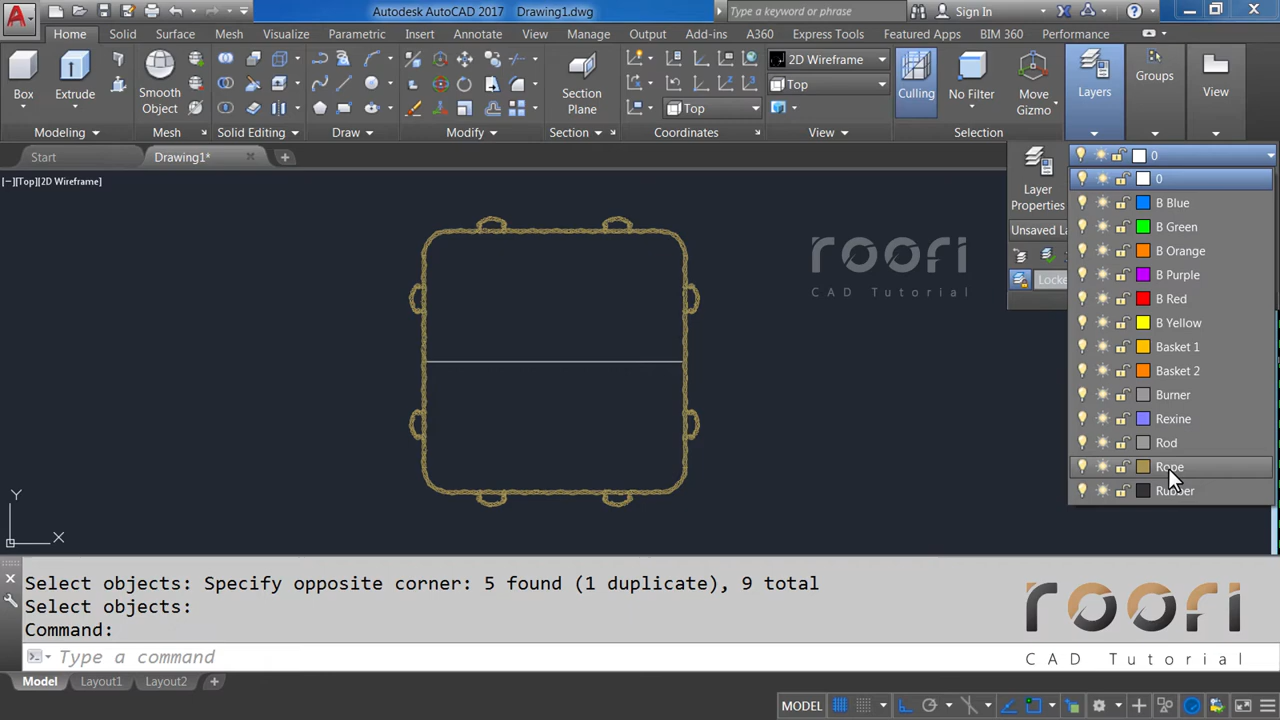 Autodesk AutoCAD 2017 Drawing1.dwg
Type a keyword or phrase
Sign In
Home Solid Surface Mesh Visualize Parametric Insert Annotate View Manage Output Add-ins A360 Express Tools Featured Apps BIM 360 Performance
Box
Extrude
Smooth Object
Section Plane
Top
2D Wireframe
Top
Culling
No Filter
Move Gizmo
Layers
Groups
View
Modeling
Mesh
Solid Editing
Draw
Modify
Section
Coordinates
View
Selection
Start
Drawing1*
[−][Top][2D Wireframe]
Layer Properties
Unsaved La
Locke
0
0
B Blue
B Green
B Orange
B Purple
B Red
B Yellow
Basket 1
Basket 2
Burner
Rexine
Rod
Rope
Rubber
roofi
CAD Tutorial
Y
X
Select objects: Specify opposite corner: 5 found (1 duplicate), 9 total
Select objects:
Command:
Type a command
roofi
CAD Tutorial
Model Layout1 Layout2
MODEL